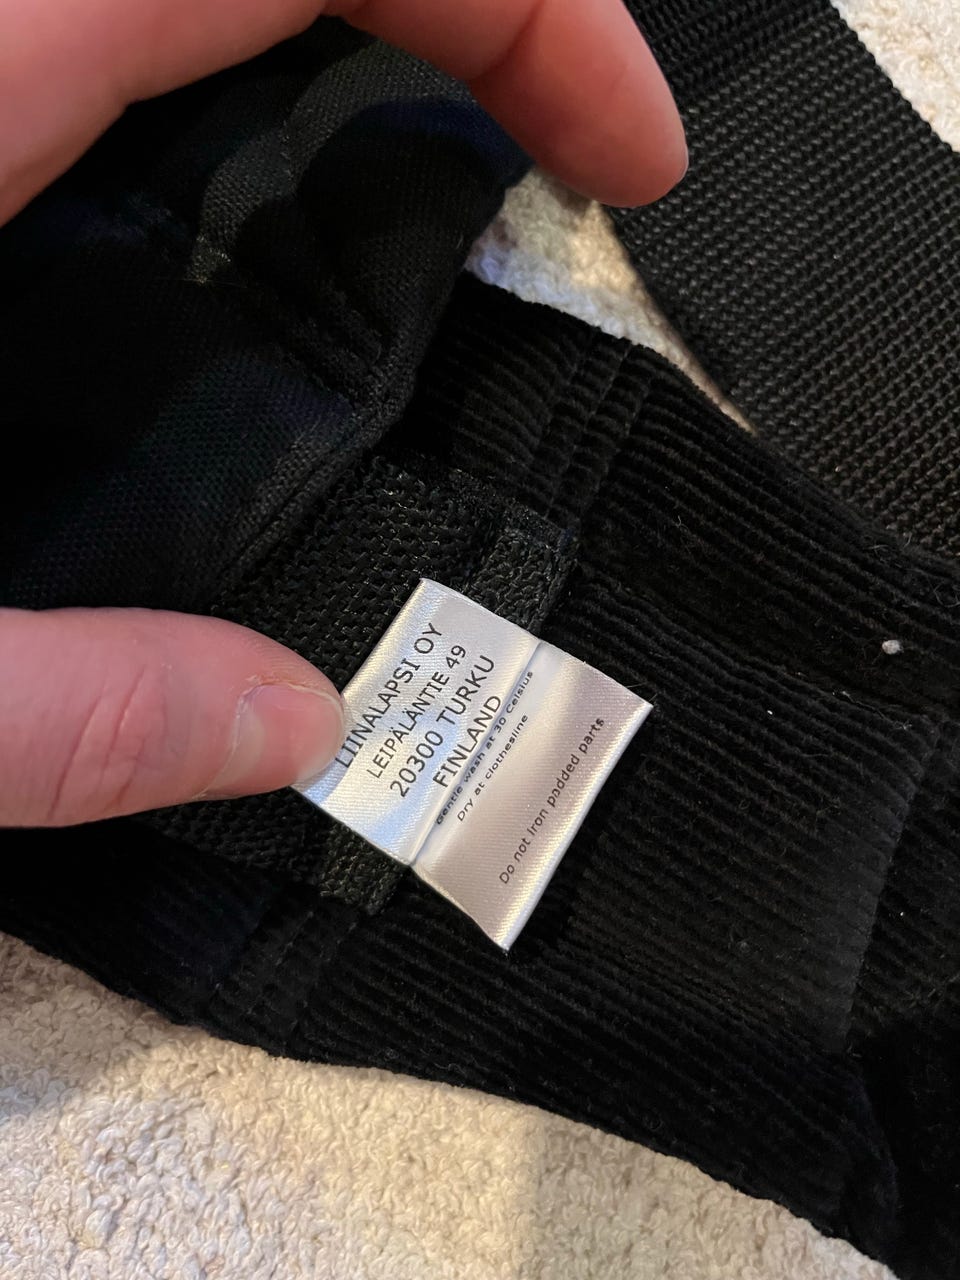 LIINALAPSI OY
LEIPÄLÄNTIE 49
20300 TURKU
FINLAND
Gentle wash at 30 Celsius
Dry at clothesline
Do not iron padded parts